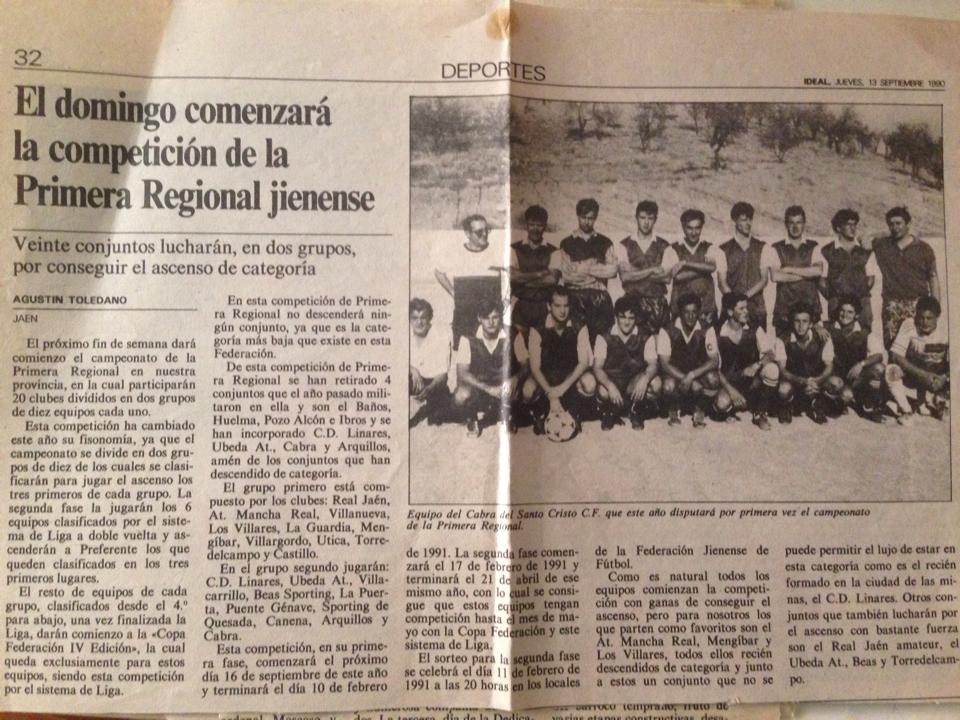 32
DEPORTES
IDEAL, JUEVES, 13 SEPTIEMBRE 1990
El domingo comenzará
la competición de la
Primera Regional jienense
Veinte conjuntos lucharán, en dos grupos,
por conseguir el ascenso de categoría
AGUSTIN TOLEDANO
JAEN
El próximo fin de semana dará
comienzo el campeonato de la
Primera Regional en nuestra
provincia, en la cual participarán
20 clubes divididos en dos grupos
de diez equipos cada uno.
Esta competición ha cambiado
este año su fisonomía, ya que el
campeonato se divide en dos gru-
pos de diez de los cuales se clasi-
ficarán para jugar el ascenso los
tres primeros de cada grupo. La
segunda fase la jugarán los 6
equipos clasificados por el siste-
ma de Liga a doble vuelta y as-
cenderán a Preferente los que
queden clasificados en los tres
primeros lugares.
El resto de equipos de cada
grupo, clasificados desde el 4.º
para abajo, una vez finalizada la
Liga, darán comienzo a la «Copa
Federación IV Edición», la cual
queda exclusivamente para estos
equipos, siendo esta competición
por el sistema de Liga.
En esta competición de Prime-
ra Regional no descenderá nin-
gún conjunto, ya que es la cate-
goría más baja que existe en esta
Federación.
De esta competición de Prime-
ra Regional se han retirado 4
conjuntos que el año pasado mili-
taron en ella y son el Baños,
Huelma, Pozo Alcón e Ibros y se
han incorporado C.D. Linares,
Ubeda At., Cabra y Arquillos,
amén de los conjuntos que han
descendido de categoría.
El grupo primero está com-
puesto por los clubes: Real Jaén,
At. Mancha Real, Villanueva,
Los Villares, La Guardia, Men-
gíbar, Villargordo, Utica, Torre-
delcampo y Castillo.
En el grupo segundo jugarán:
C.D. Linares, Ubeda At., Villa-
carrillo, Beas Sporting, La Puer-
ta, Puente Génave, Sporting de
Quesada, Canena, Arquillos y
Cabra.
Esta competición, en su prime-
ra fase, comenzará el próximo
día 16 de septiembre de este año
y terminará el día 10 de febrero
Equipo del Cabra del Santo Cristo C.F. que este año disputará por primera vez el campeonato
de la Primera Regional.
de 1991. La segunda fase comen-
zará el 17 de febrero de 1991 y
terminará el 21 de abril de ese
mismo año, con lo cual se consi-
gue que estos equipos tengan
competición hasta el mes de ma-
yo con la Copa Federación y este
sistema de Liga.
El sorteo para la segunda fase
se celebrá el día 11 de febrero de
1991 a las 20 horas en los locales
de la Federación Jienense de
Fútbol.
Como es natural todos los
equipos comienzan la competi-
ción con ganas de conseguir el
ascenso, pero para nosotros los
que parten como favoritos son el
At. Mancha Real, Mengíbar y
Los Villares, todos ellos recién
descendidos de categoría y junto
a estos un conjunto que no se
puede permitir el lujo de estar en
esta categoría como es el recién
formado en la ciudad de las mi-
nas, el C.D. Linares. Otros con-
juntos que también lucharán por
el ascenso con bastante fuerza
son el Real Jaén amateur, el
Ubeda At., Beas y Torredelcam-
po.